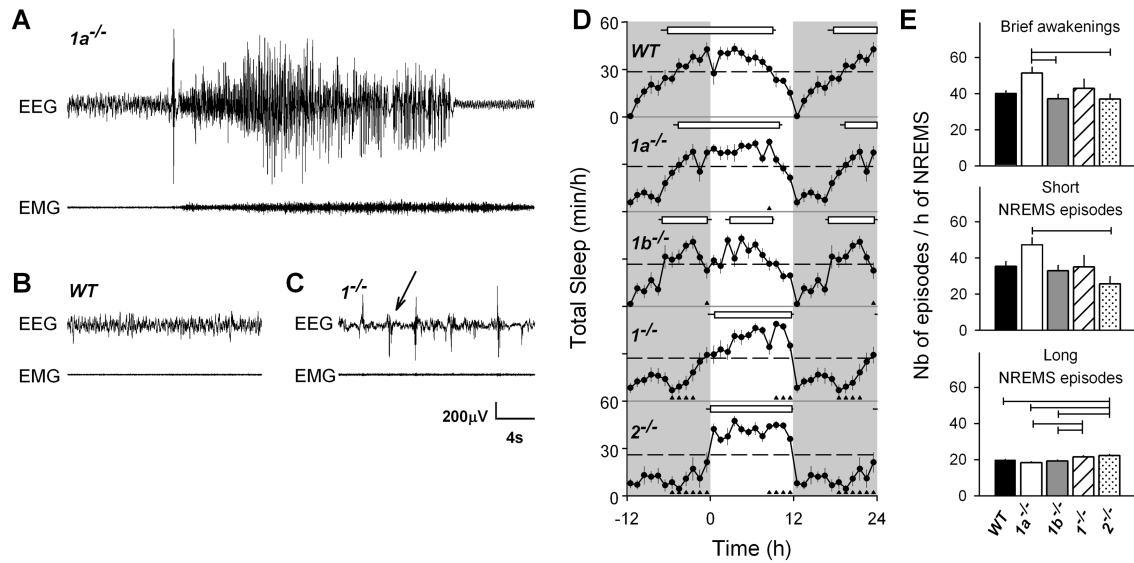 A
1a-/-
EEG
EMG
B
WT
EEG
EMG
C
1-/-
EEG
EMG
200µV
4s
D
Total Sleep (min/h)
60
30
0
WT
1a-/-
1b-/-
1-/-
60
30
0
2-/-
-12 0 12 24
Time (h)
E
Nb of episodes / h of NREMS
Brief awakenings
60
40
20
0
Short
NREMS episodes
60
40
20
0
Long
NREMS episodes
60
40
20
0
WT 1a-/- 1b-/- 1-/- 2-/-